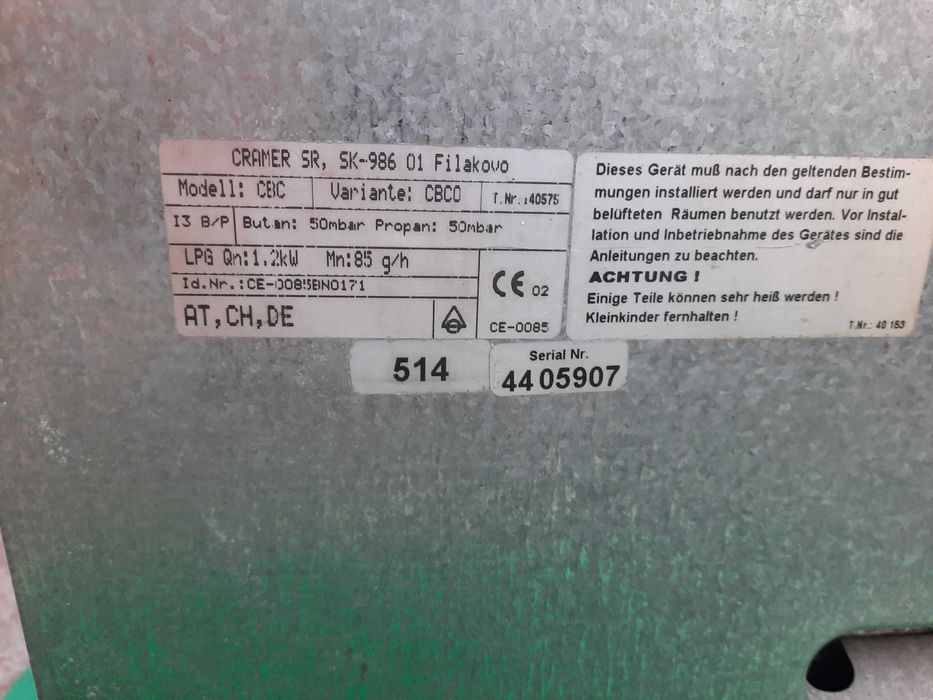 CRAMER SR, SK-986 01 Filakovo
Modell: CBC Variante: CBCO T.Nr.:40575
I3 B/P Butan: 50mbar Propan: 50mbar
LPG Qn:1.2kW Mn:85 g/h
Id.Nr.:CE-0085BN0171
AT,CH,DE
CE 02
CE-0085
Dieses Gerät muß nach den geltenden Bestim-
mungen installiert werden und darf nur in gut
belüfteten Räumen benutzt werden. Vor Instal-
lation und Inbetriebnahme des Gerätes sind die
Anleitungen zu beachten.
ACHTUNG !
Einige Teile können sehr heiß werden !
Kleinkinder fernhalten !
T.Nr.: 40 153
514
Serial Nr.
44 05907